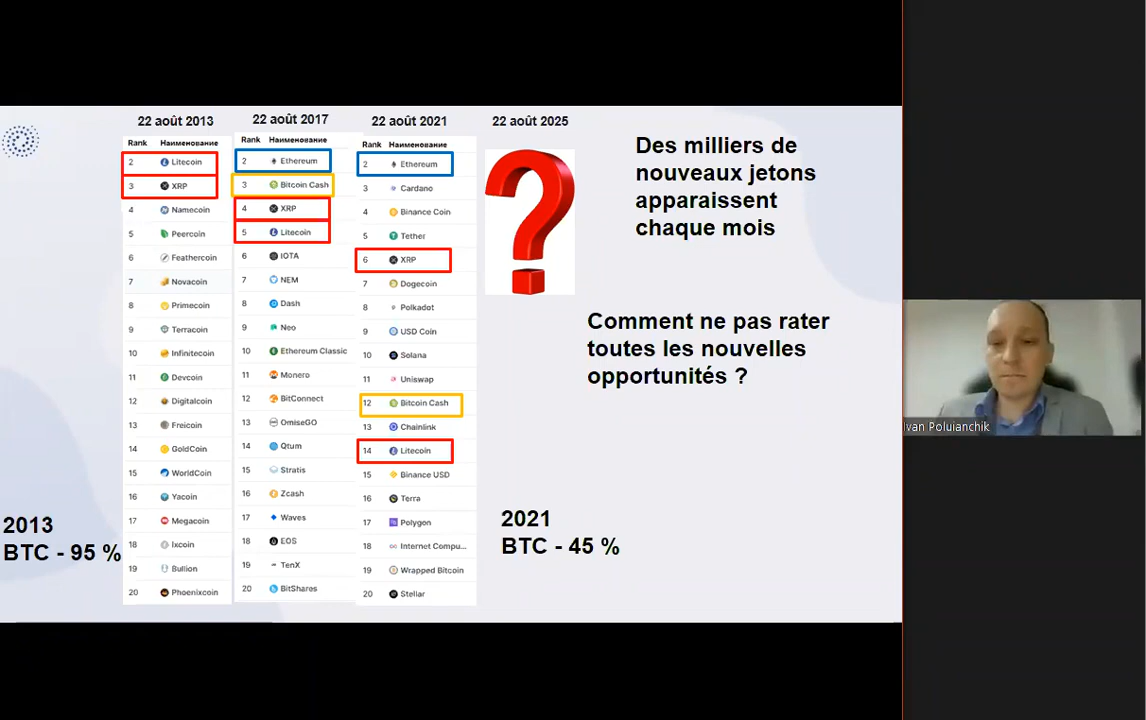 22 août 2013
Rank Наименование
2 Litecoin
3 XRP
4 Namecoin
5 Peercoin
6 Feathercoin
7 Novacoin
8 Primecoin
9 Terracoin
10 Infinitecoin
11 Devcoin
12 Digitalcoin
13 Freicoin
14 GoldCoin
15 WorldCoin
16 Yacoin
17 Megacoin
18 Ixcoin
19 Bullion
20 Phoenixcoin
22 août 2017
Rank Наименование
2 Ethereum
3 Bitcoin Cash
4 XRP
5 Litecoin
6 IOTA
7 NEM
8 Dash
9 Neo
10 Ethereum Classic
11 Monero
12 BitConnect
13 OmiseGO
14 Qtum
15 Stratis
16 Zcash
17 Waves
18 EOS
19 TenX
20 BitShares
22 août 2021
Rank Наименование
2 Ethereum
3 Cardano
4 Binance Coin
5 Tether
6 XRP
7 Dogecoin
8 Polkadot
9 USD Coin
10 Solana
11 Uniswap
12 Bitcoin Cash
13 Chainlink
14 Litecoin
15 Binance USD
16 Terra
17 Polygon
18 Internet Compu...
19 Wrapped Bitcoin
20 Stellar
22 août 2025
?
Des milliers de
nouveaux jetons
apparaissent
chaque mois
Comment ne pas rater
toutes les nouvelles
opportunités ?
2013
BTC - 95 %
2021
BTC - 45 %
Ivan Poluianchik